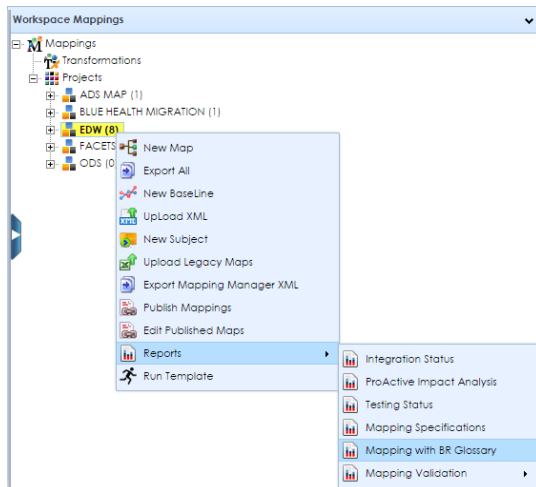 Workspace Mappings
Mappings
Transformations
Projects
ADS MAP (1)
BLUE HEALTH MIGRATION (1)
EDW (8)
FACETS
ODS (0
New Map
Export All
New BaseLine
UpLoad XML
New Subject
Upload Legacy Maps
Export Mapping Manager XML
Publish Mappings
Edit Published Maps
Reports
Run Template
Integration Status
ProActive Impact Analysis
Testing Status
Mapping Specifications
Mapping with BR Glossary
Mapping Validation